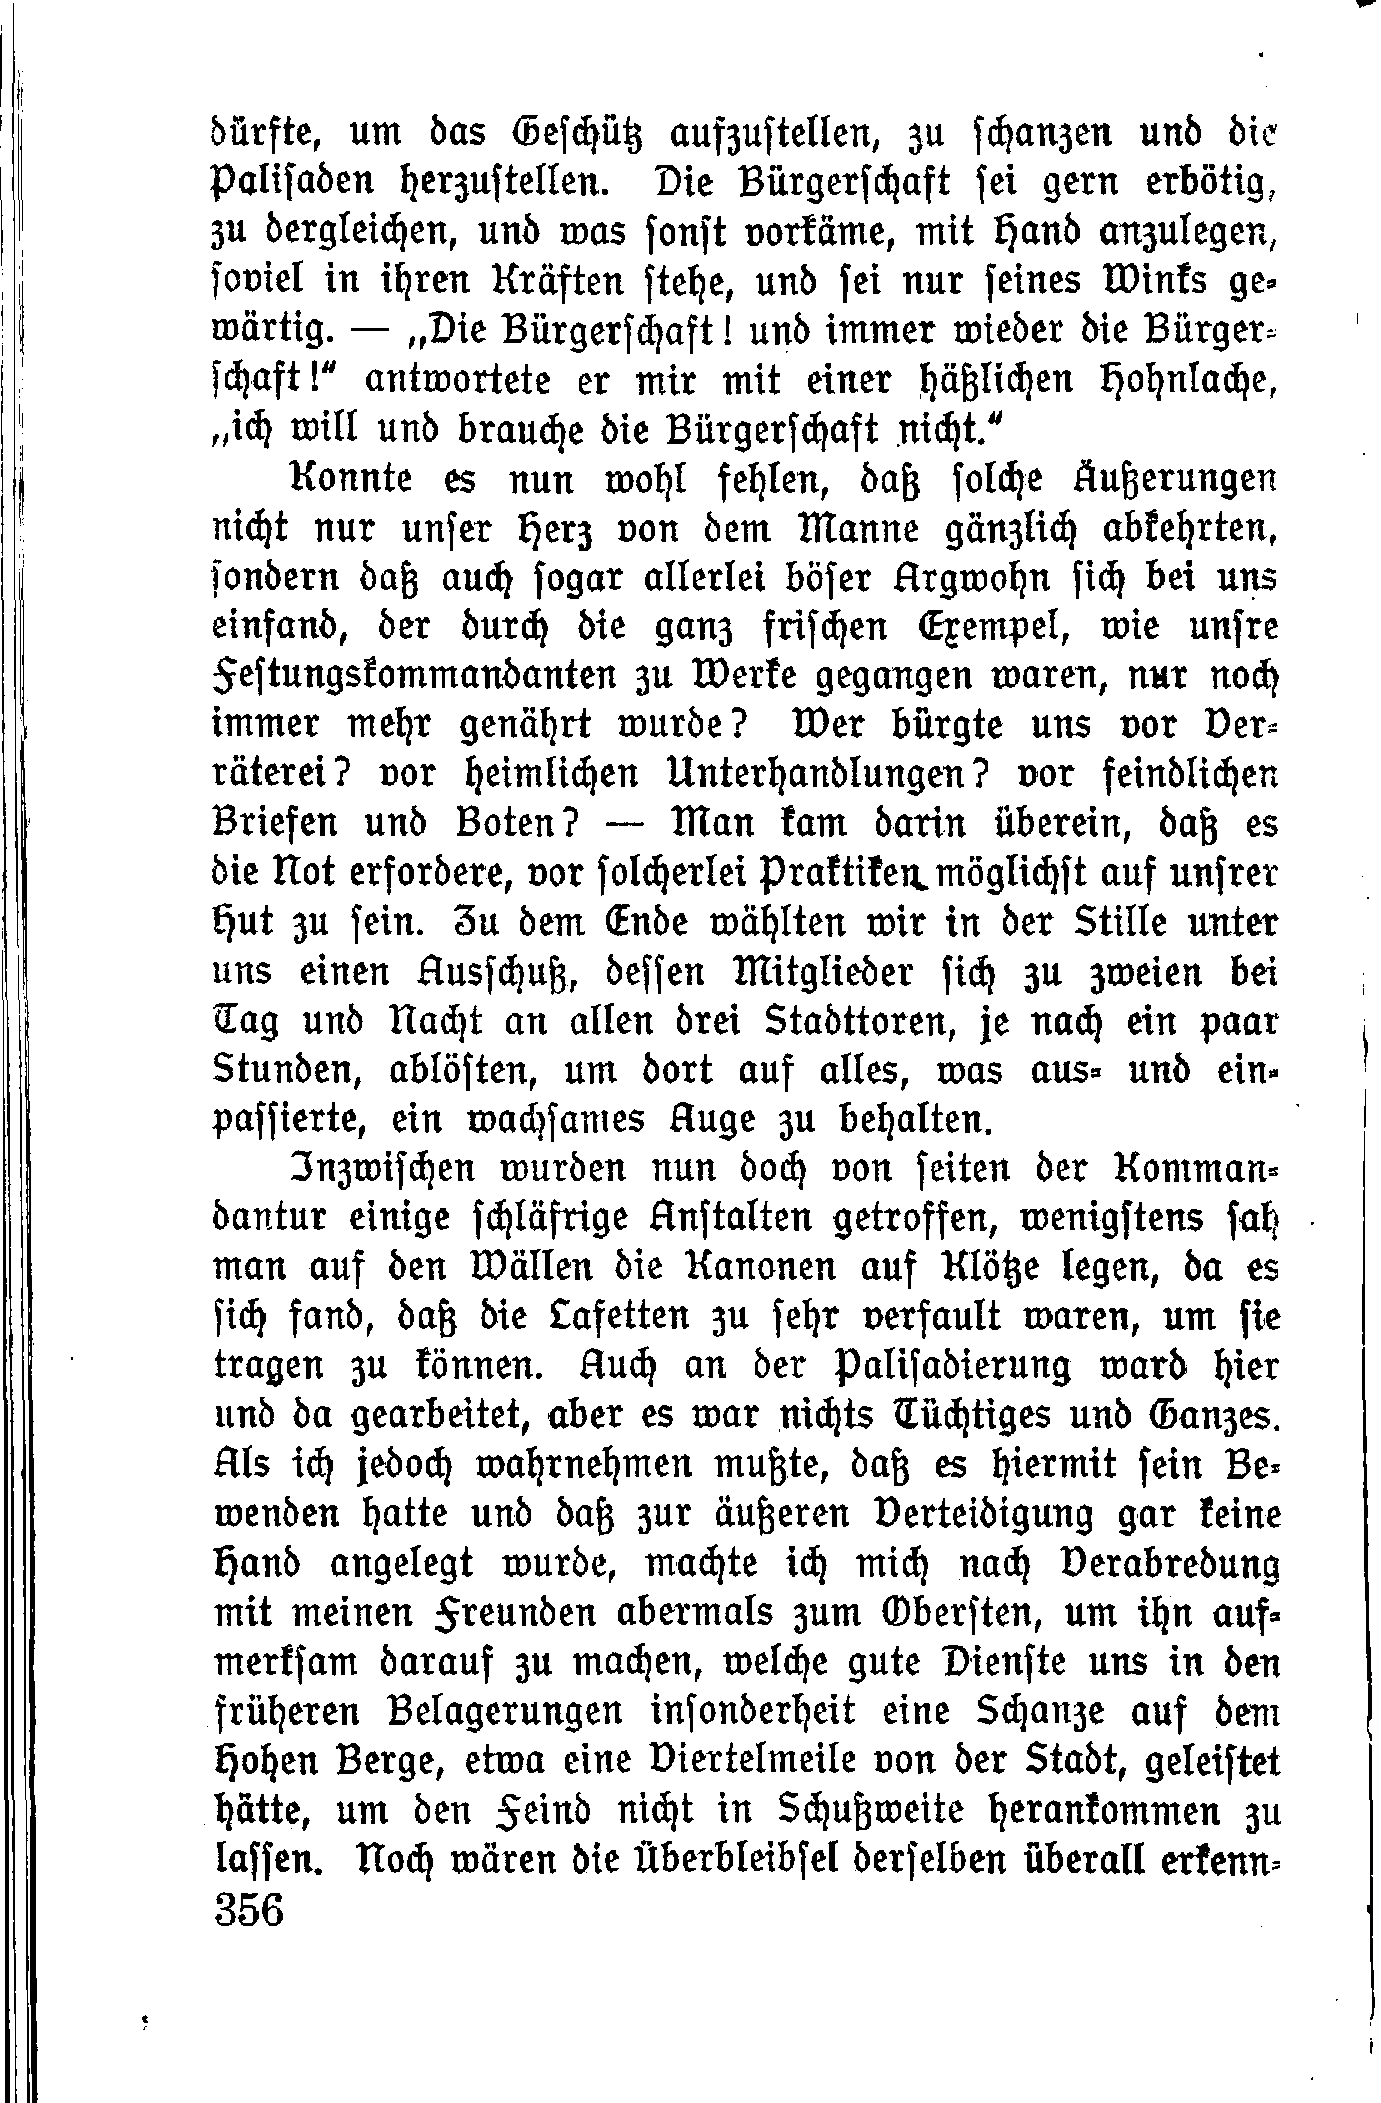 dürfte, um das Geschütz aufzustellen, zu schanzen und die
Palisaden herzustellen. Die Bürgerschaft sei gern erbötig,
zu dergleichen, und was sonst vorkäme, mit Hand anzulegen,
soviel in ihren Kräften stehe, und sei nur seines Winks ge-
wärtig. — „Die Bürgerschaft! und immer wieder die Bürger-
schaft!“ antwortete er mir mit einer häßlichen Hohnlache,
„ich will und brauche die Bürgerschaft nicht.“
Konnte es nun wohl fehlen, daß solche Äußerungen
nicht nur unser Herz von dem Manne gänzlich abkehrten,
sondern daß auch sogar allerlei böser Argwohn sich bei uns
einfand, der durch die ganz frischen Exempel, wie unsre
Festungskommandanten zu Werke gegangen waren, nur noch
immer mehr genährt wurde? Wer bürgte uns vor Ver-
räterei? vor heimlichen Unterhandlungen? vor feindlichen
Briefen und Boten? — Man kam darin überein, daß es
die Not erfordere, vor solcherlei Praktiken möglichst auf unsrer
Hut zu sein. Zu dem Ende wählten wir in der Stille unter
uns einen Ausschuß, dessen Mitglieder sich zu zweien bei
Tag und Nacht an allen drei Stadttoren, je nach ein paar
Stunden, ablösten, um dort auf alles, was aus- und ein-
passierte, ein wachsames Auge zu behalten.
Inzwischen wurden nun doch von seiten der Komman-
dantur einige schläfrige Anstalten getroffen, wenigstens sah
man auf den Wällen die Kanonen auf Klötze legen, da es
sich fand, daß die Lafetten zu sehr verfault waren, um sie
tragen zu können. Auch an der Palisadierung ward hier
und da gearbeitet, aber es war nichts Tüchtiges und Ganzes.
Als ich jedoch wahrnehmen mußte, daß es hiermit sein Be-
wenden hatte und daß zur äußeren Verteidigung gar keine
Hand angelegt wurde, machte ich mich nach Verabredung
mit meinen Freunden abermals zum Obersten, um ihn auf-
merksam darauf zu machen, welche gute Dienste uns in den
früheren Belagerungen insonderheit eine Schanze auf dem
Hohen Berge, etwa eine Viertelmeile von der Stadt, geleistet
hätte, um den Feind nicht in Schußweite herankommen zu
lassen. Noch wären die Überbleibsel derselben überall erkenn-
356